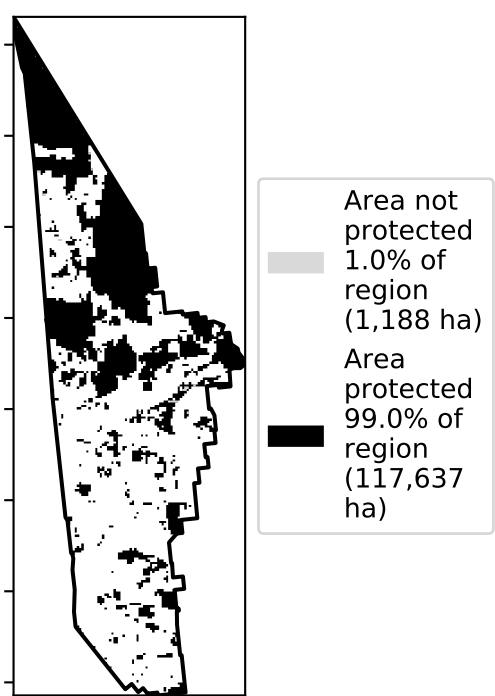 Area not
protected
1.0% of
region
(1,188 ha)
Area
protected
99.0% of
region
(117,637
ha)